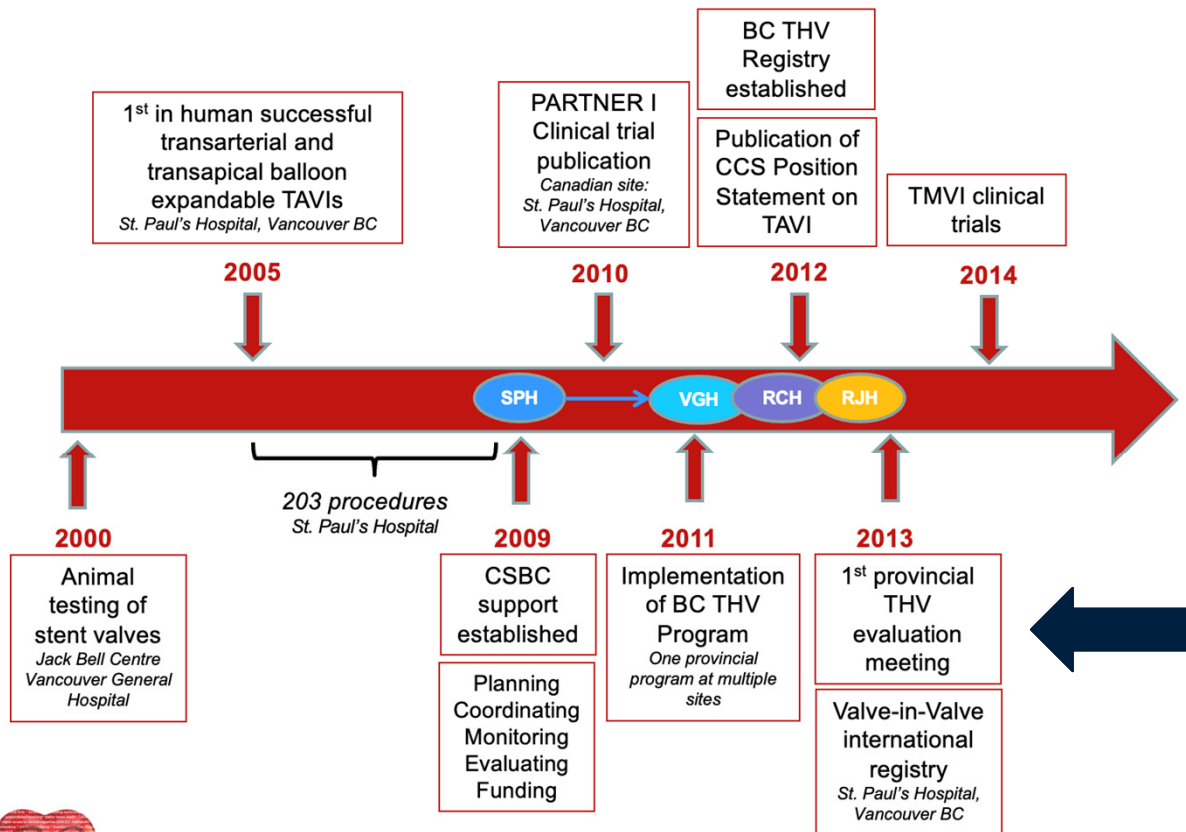 1st in human successful
transarterial and
transapical balloon
expandable TAVIs
St. Paul's Hospital, Vancouver BC
2005
PARTNER I
Clinical trial
publication
Canadian site:
St. Paul's Hospital,
Vancouver BC
2010
BC THV
Registry
established
Publication of
CCS Position
Statement on
TAVI
2012
TMVI clinical
trials
2014
SPH
VGH
RCH
RJH
203 procedures
St. Paul's Hospital
2000
Animal
testing of
stent valves
Jack Bell Centre
Vancouver General
Hospital
2009
CSBC
support
established
Planning
Coordinating
Monitoring
Evaluating
Funding
2011
Implementation
of BC THV
Program
One provincial
program at multiple
sites
2013
1st provincial
THV
evaluation
meeting
Valve-in-Valve
international
registry
St. Paul's Hospital,
Vancouver BC